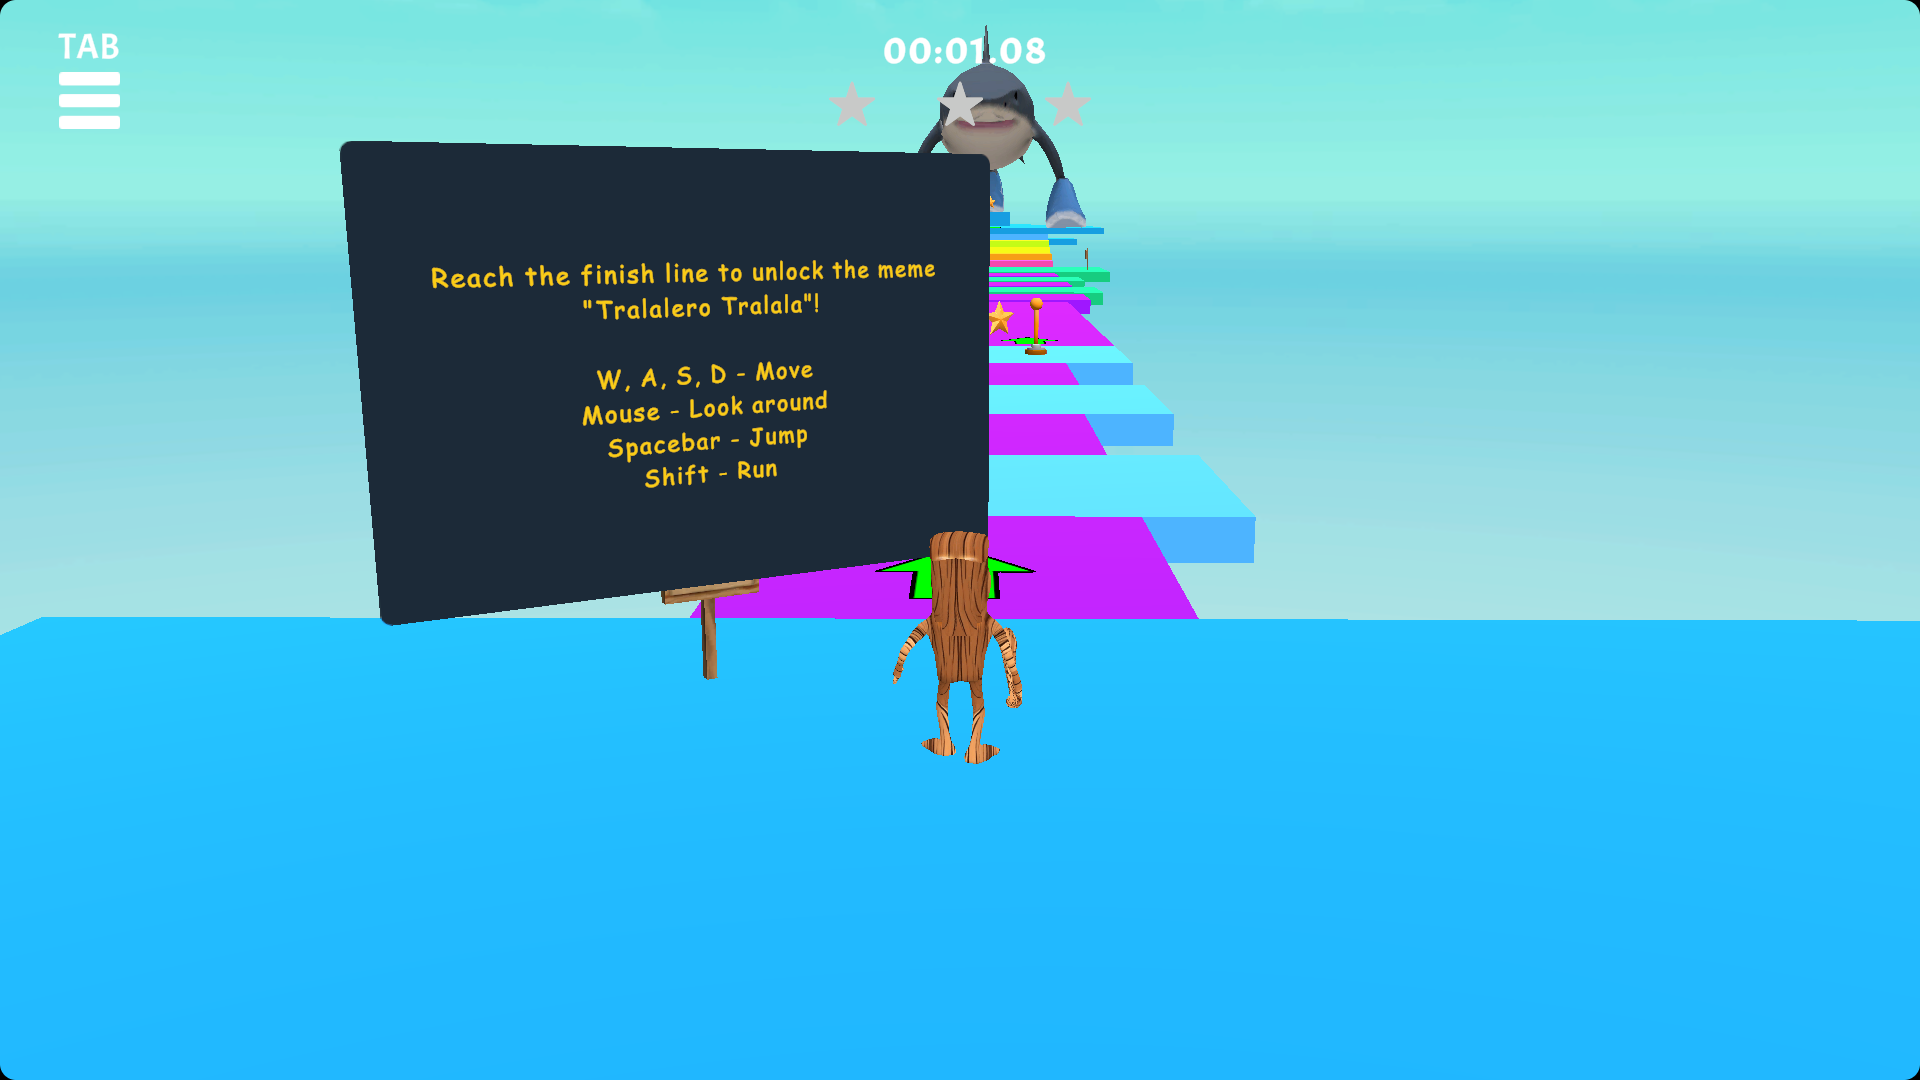 TAB
00:01.08
Reach the finish line to unlock the meme
"Tralalero Tralala"!
W, A, S, D - Move
Mouse - Look around
Spacebar - Jump
Shift - Run